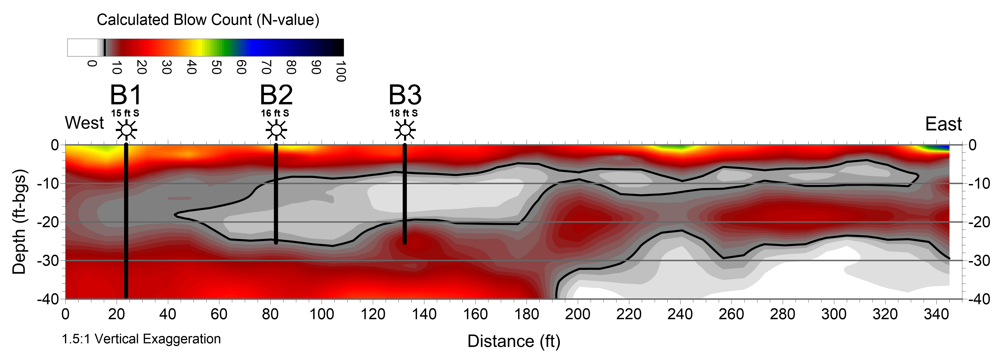 Calculated Blow Count (N-value)
0 10 20 30 40 50 60 70 80 90 100
B1 B2 B3
15 ft S 16 ft S 18 ft S
West East
0 0
-10 -10
-20 -20
-30 -30
-40 -40
Depth (ft-bgs)
0 20 40 60 80 100 120 140 160 180 200 220 240 260 280 300 320 340
1.5:1 Vertical Exaggeration
Distance (ft)